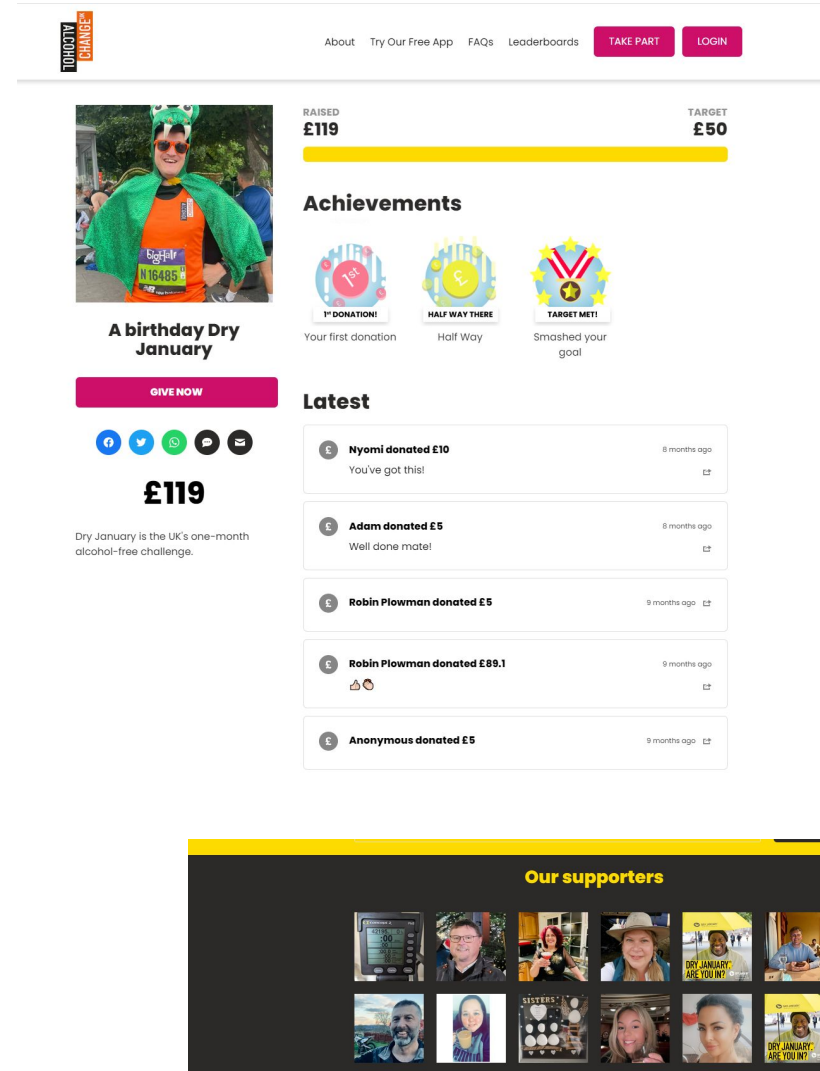 ALCOHOL
CHANGE UK
About Try Our Free App FAQs Leaderboards TAKE PART LOGIN
RAISED TARGET
£119 £50
bigHalf
N 16485
Achievements
1st
£
1st DONATION! HALF WAY THERE TARGET MET!
Your first donation Half Way Smashed your
goal
A birthday Dry
January
GIVE NOW
£119
Dry January is the UK's one-month
alcohol-free challenge.
Latest
£ Nyomi donated £10 8 months ago
You've got this!
£ Adam donated £5 8 months ago
Well done mate!
£ Robin Plowman donated £5 9 months ago
£ Robin Plowman donated £89.1 9 months ago
👍🏻👏🏻
£ Anonymous donated £5 9 months ago
Our supporters
42195
:00
DRY JANUARY:
ARE YOU IN?
SISTERS
DRY JANUARY:
ARE YOU IN?